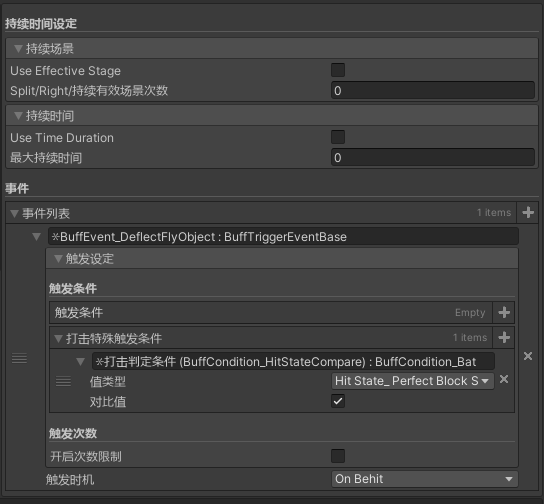 持续时间设定
持续场景
Use Effective Stage
Split/Right/持续有效场景次数 0
持续时间
Use Time Duration
最大持续时间 0
事件
事件列表 1 items
※BuffEvent_DeflectFlyObject : BuffTriggerEventBase
触发设定
触发条件
触发条件 Empty
打击特殊触发条件 1 items
※打击判定条件 (BuffCondition_HitStateCompare) : BuffCondition_Bat
值类型 Hit State_ Perfect Block S
对比值
触发次数
开启次数限制
触发时机 On Behit